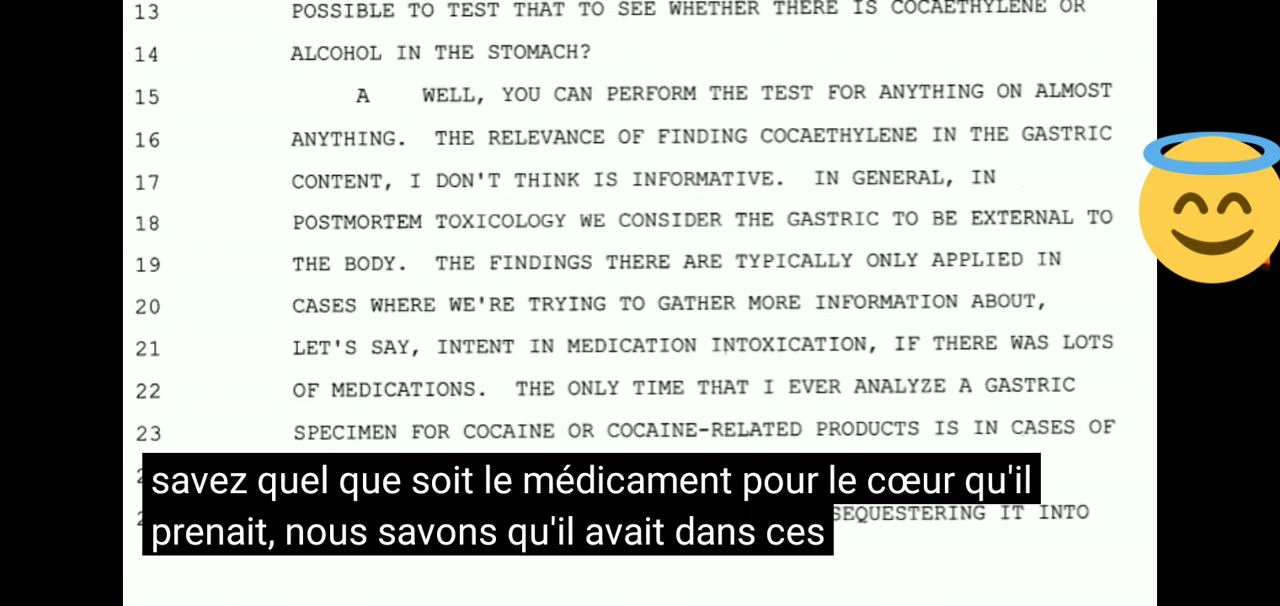 13 POSSIBLE TO TEST THAT TO SEE WHETHER THERE IS COCAETHYLENE OR
14 ALCOHOL IN THE STOMACH?
15 A WELL, YOU CAN PERFORM THE TEST FOR ANYTHING ON ALMOST
16 ANYTHING. THE RELEVANCE OF FINDING COCAETHYLENE IN THE GASTRIC
17 CONTENT, I DON'T THINK IS INFORMATIVE. IN GENERAL, IN
18 POSTMORTEM TOXICOLOGY WE CONSIDER THE GASTRIC TO BE EXTERNAL TO
19 THE BODY. THE FINDINGS THERE ARE TYPICALLY ONLY APPLIED IN
20 CASES WHERE WE'RE TRYING TO GATHER MORE INFORMATION ABOUT,
21 LET'S SAY, INTENT IN MEDICATION INTOXICATION, IF THERE WAS LOTS
22 OF MEDICATIONS. THE ONLY TIME THAT I EVER ANALYZE A GASTRIC
23 SPECIMEN FOR COCAINE OR COCAINE-RELATED PRODUCTS IS IN CASES OF
savez quel que soit le médicament pour le cœur qu'il
SEQUESTERING IT INTO
prenait, nous savons qu'il avait dans ces